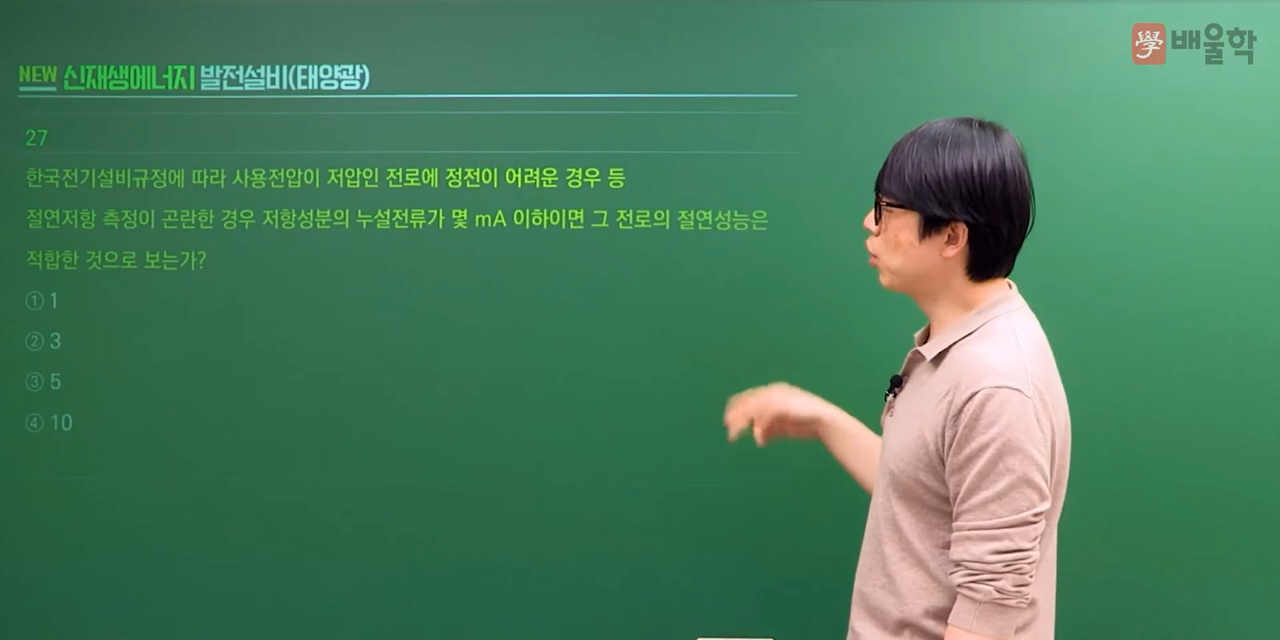 學 배울학
NEW 신재생에너지 발전설비(태양광)
27
한국전기설비규정에 따라 사용전압이 저압인 전로에 정전이 어려운 경우 등
절연저항 측정이 곤란한 경우 저항성분의 누설전류가 몇 mA 이하이면 그 전로의 절연성능은
적합한 것으로 보는가?
① 1
② 3
③ 5
④ 10